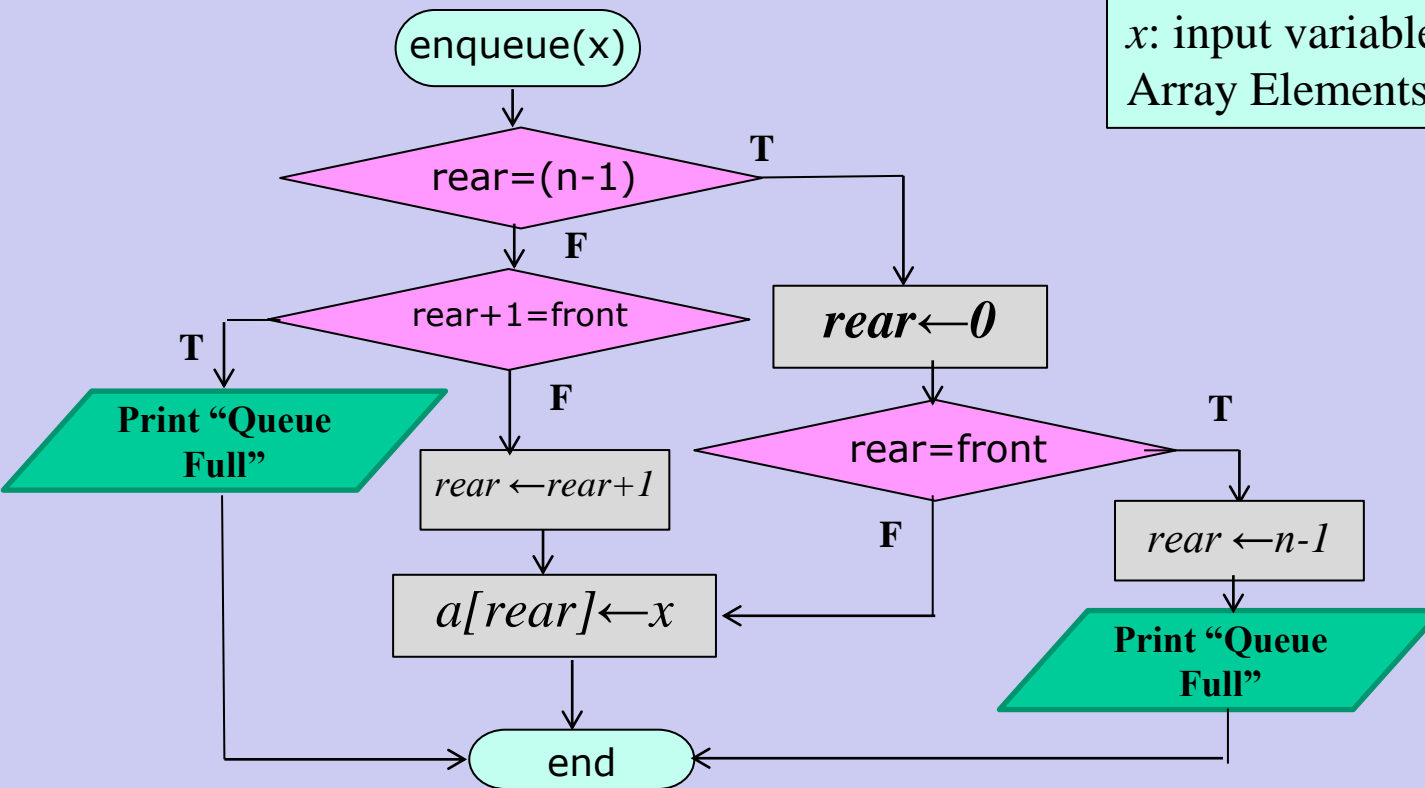 x: input variable
Array Elements
enqueue(x)
T
rear=(n-1)
F
rear+1=front
rear←0
T
Print “Queue
Full”
F
T
rear=front
rear ←rear+1
F
rear ←n-1
a[rear]←x
Print “Queue
Full”
end